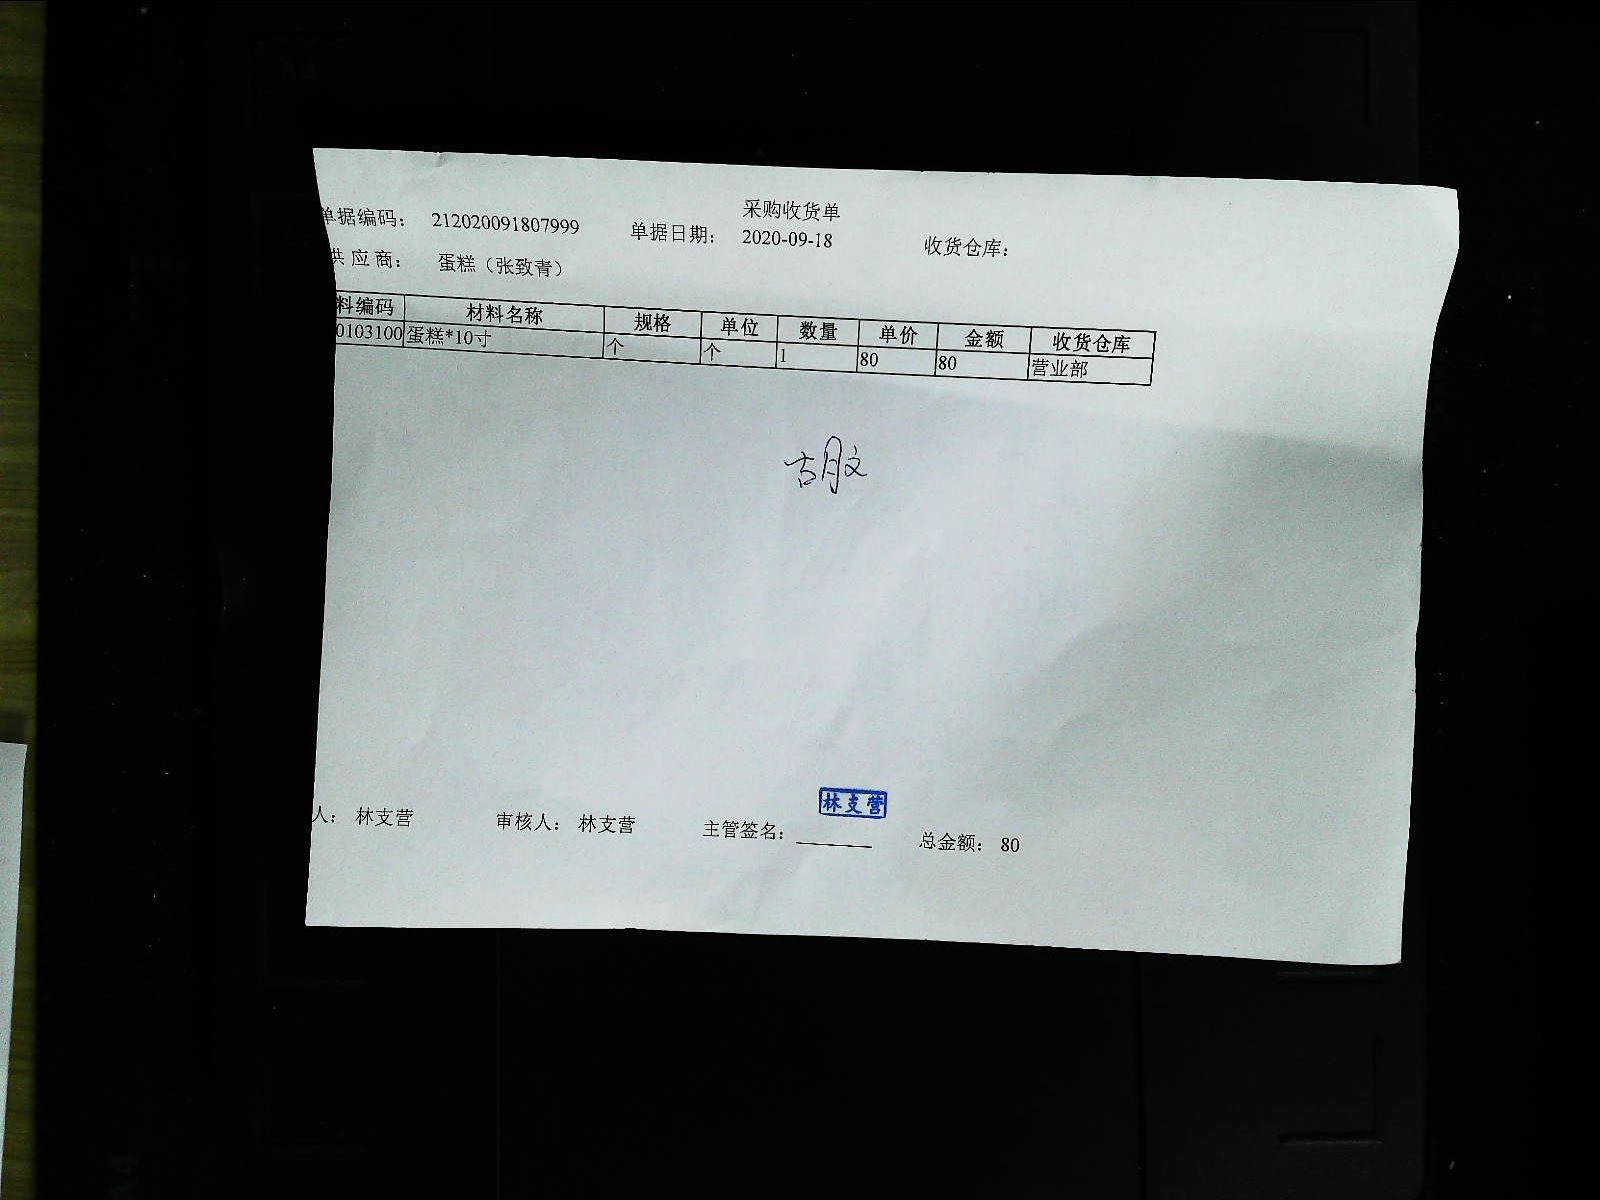 采购收货单
单据编码: 212020091807999 单据日期: 2020-09-18 收货仓库:
供应商: 蛋糕（张致青）
料编码 材料名称 规格 单位 数量 单价 金额 收货仓库
0103100 蛋糕*10寸 个 个 1 80 80 营业部
胡文
林支营
人: 林支营 审核人: 林支营 主管签名: 总金额: 80